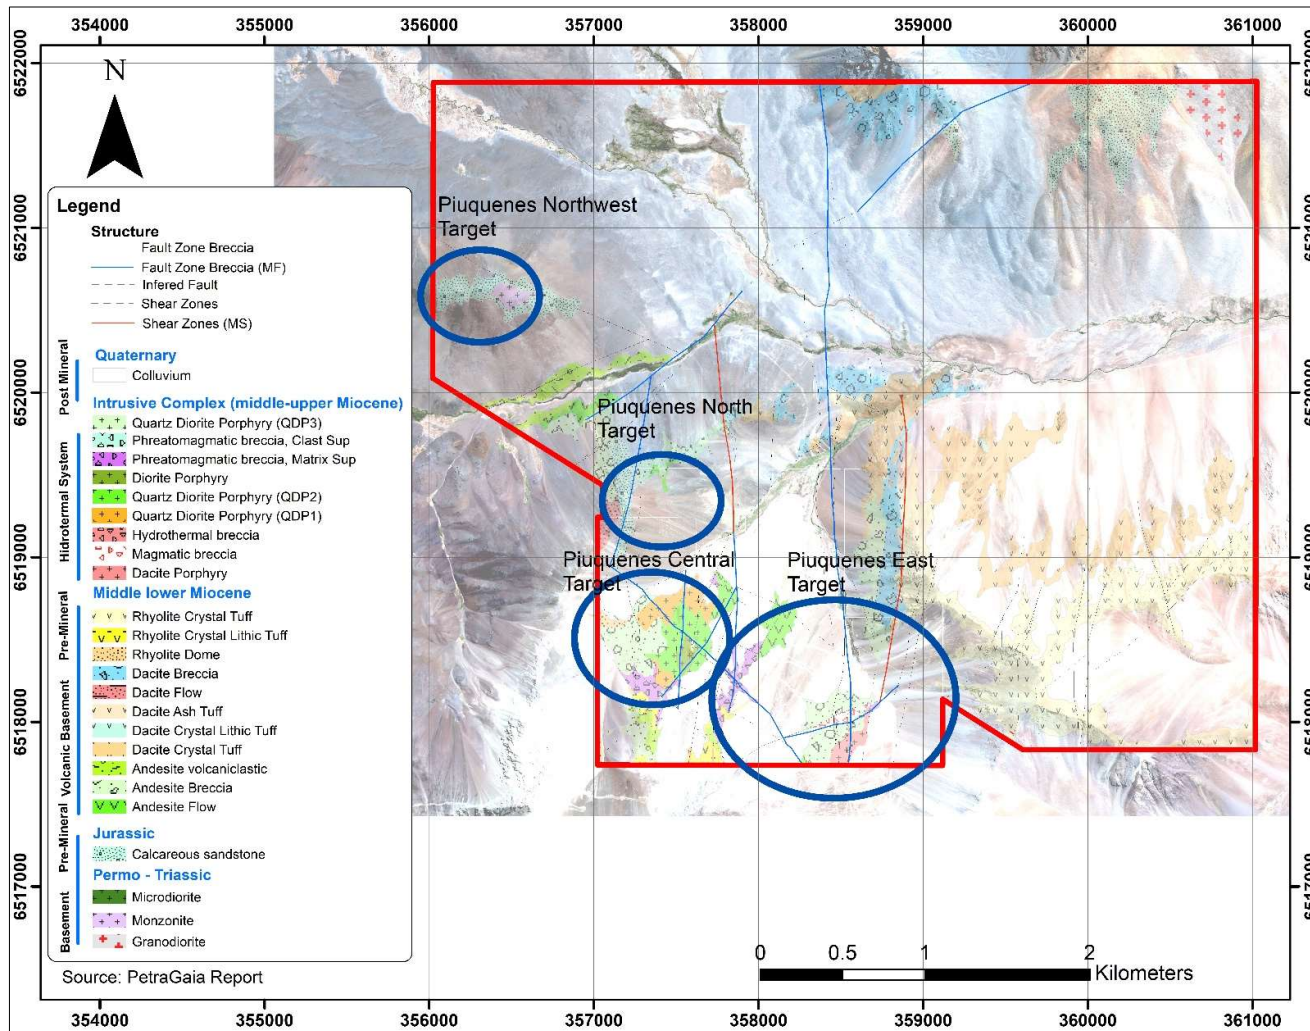 354000 355000 356000 357000 358000 359000 360000 361000
6522000
6522000
N
Legend
Structure
Fault Zone Breccia
Fault Zone Breccia (MF)
Infered Fault
Shear Zones
Shear Zones (MS)
Post Mineral
Quaternary
Colluvium
Hidrotermal System
Intrusive Complex (middle-upper Miocene)
Quartz Diorite Porphyry (QDP3)
Phreatomagmatic breccia, Clast Sup
Phreatomagmatic breccia, Matrix Sup
Diorite Porphyry
Quartz Diorite Porphyry (QDP2)
Quartz Diorite Porphyry (QDP1)
Hydrothermal breccia
Magmatic breccia
Dacite Porphyry
Pre-Mineral
Volcanic Basement
Middle lower Miocene
Rhyolite Crystal Tuff
Rhyolite Crystal Lithic Tuff
Rhyolite Dome
Dacite Breccia
Dacite Flow
Dacite Ash Tuff
Dacite Crystal Lithic Tuff
Dacite Crystal Tuff
Andesite volcaniclastic
Andesite Breccia
Andesite Flow
Pre-Mineral
Basement
Jurassic
Calcareous sandstone
Permo - Triassic
Microdiorite
Monzonite
Granodiorite
Source: PetraGaia Report
Piuquenes Northwest
Target
Piuquenes North
Target
Piuquenes Central
Target
Piuquenes East
Target
6521000
6521000
6520000
6520000
6519000
6519000
6518000
6518000
6517000
6517000
0 0.5 1 2
Kilometers
354000 355000 356000 357000 358000 359000 360000 361000